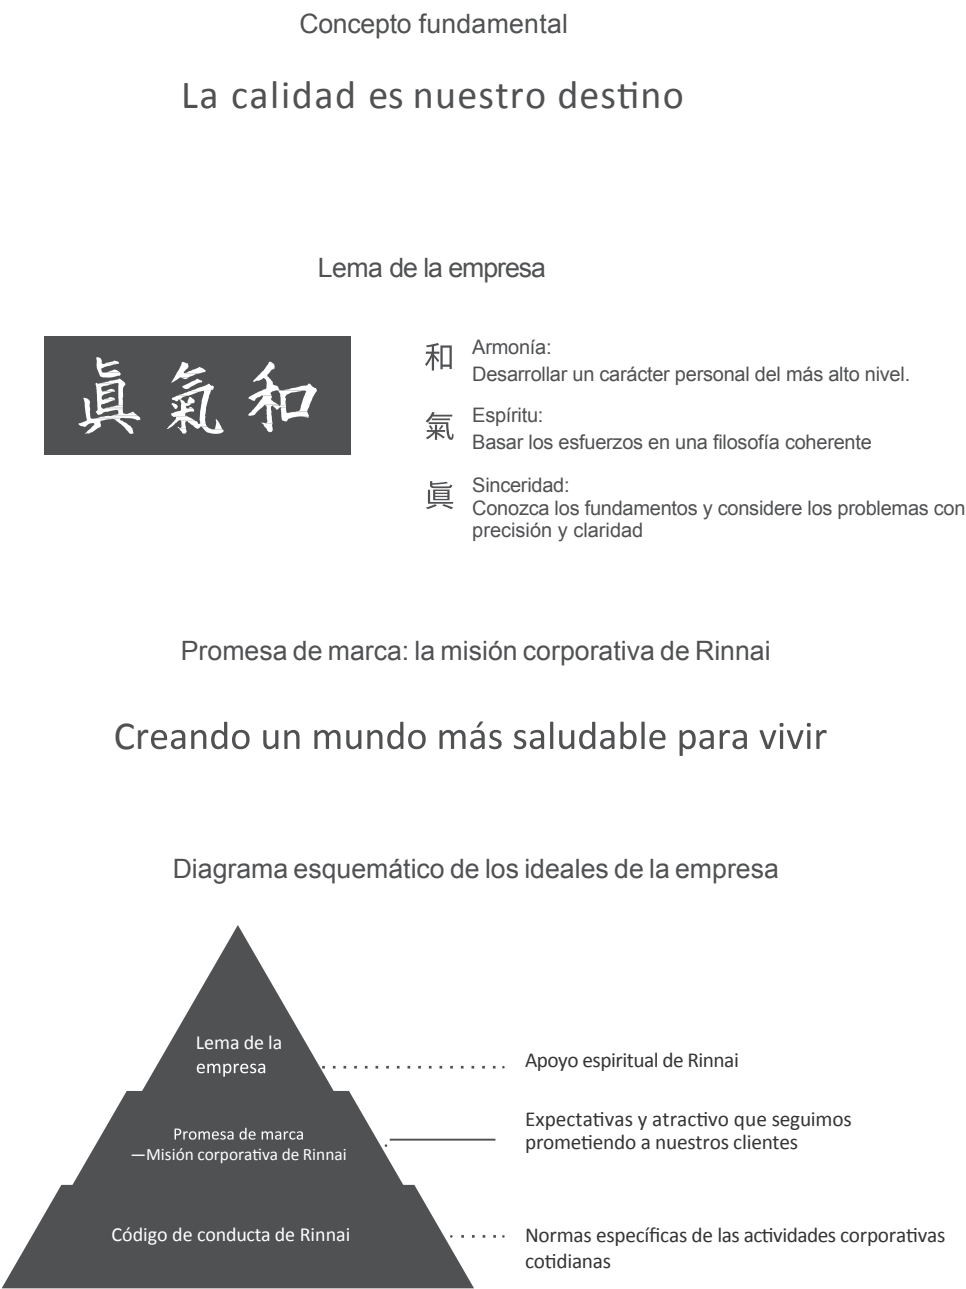 Concepto fundamental
La calidad es nuestro destino
Lema de la empresa
眞氣和
和
Armonía:
Desarrollar un carácter personal del más alto nivel.
氣
Espíritu:
Basar los esfuerzos en una filosofía coherente
眞
Sinceridad:
Conozca los fundamentos y considere los problemas con
precisión y claridad
Promesa de marca: la misión corporativa de Rinnai
Creando un mundo más saludable para vivir
Diagrama esquemático de los ideales de la empresa
Lema de la
empresa
Apoyo espiritual de Rinnai
Promesa de marca
—Misión corporativa de Rinnai
Expectativas y atractivo que seguimos
prometiendo a nuestros clientes
Código de conducta de Rinnai
Normas específicas de las actividades corporativas
cotidianas